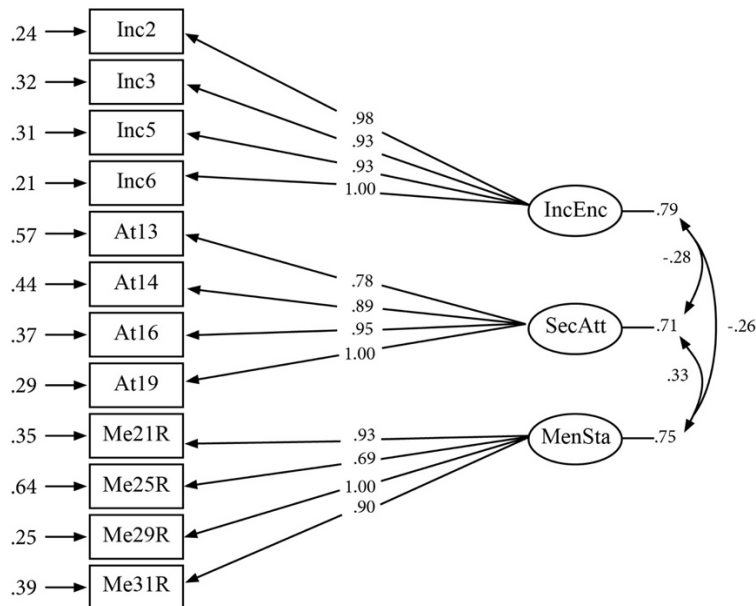 .24 Inc2
.32 Inc3
.31 Inc5
.21 Inc6
.57 At13
.44 At14
.37 At16
.29 At19
.35 Me21R
.64 Me25R
.25 Me29R
.39 Me31R
.98
.93
.93
1.00
.78
.89
.95
1.00
.93
.69
1.00
.90
IncEnc .79
SecAtt .71
MenSta .75
-.28
-.26
.33